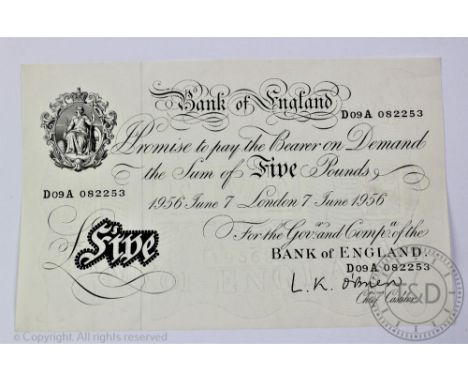 Bank of England
D09A 082253
I Promise to pay the Bearer on Demand
the Sum of Five Pounds
D09A 082253
1956 June 7 London 7 June 1956
For the Govr. and Compa. of the
BANK OF ENGLAND
£ Five
D09A 082253
L. K. O'Brien
Chief Cashier
© Copyright. All Rights Reserved.